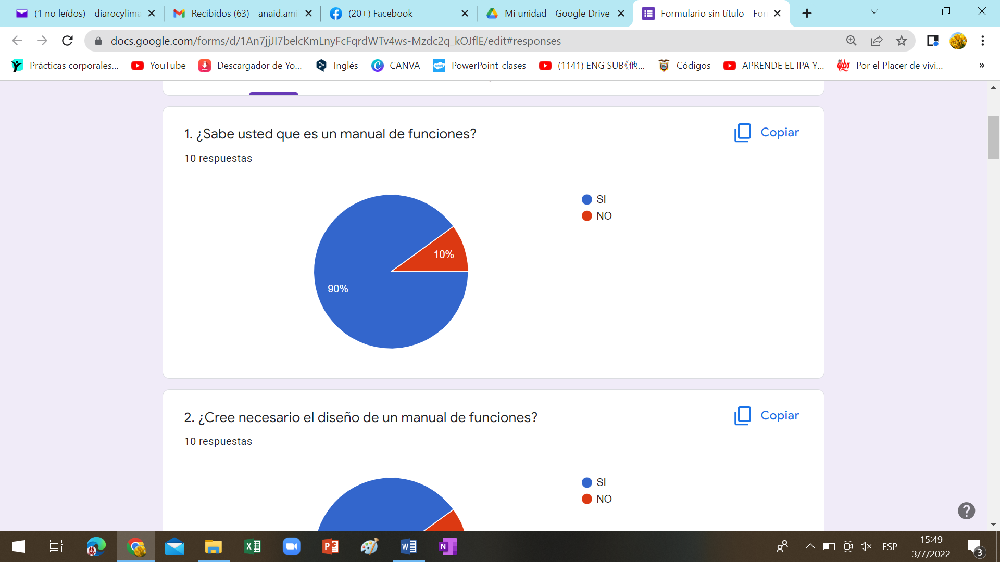 (1 no leídos) - diarocylima
Recibidos (63) - anaid.ami
(20+) Facebook
Mi unidad - Google Drive
Formulario sin título - For
docs.google.com/forms/d/1An7jjJI7belcKmLnyFcFqrdWTv4ws-Mzdc2q_kOJflE/edit#responses
Prácticas corporales...
YouTube
Descargador de Yo...
Inglés
CANVA
PowerPoint-clases
(1141) ENG SUB《他...
Códigos
APRENDE EL IPA Y...
Por el Placer de vivi...
»
1. ¿Sabe usted que es un manual de funciones?
Copiar
10 respuestas
SI
NO
10%
90%
2. ¿Cree necesario el diseño de un manual de funciones?
Copiar
10 respuestas
SI
NO
ESP
15:49
3/7/2022
3